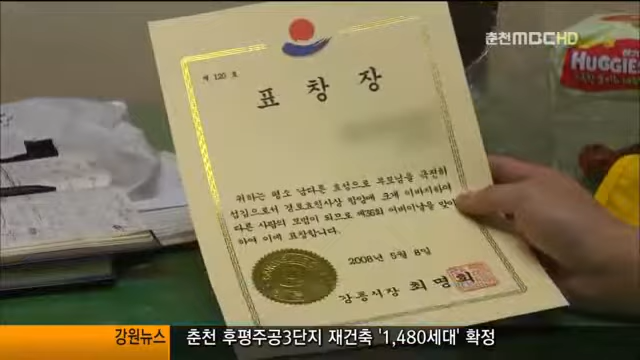 춘천MBC HD
HUGGIES
제 120 호
표 창 장
귀하는 평소 남다른 효성으로 부모님을 극진히
섬김으로서 경로효친사상 함양에 크게 이바지하여
다른 사람의 모범이 되므로 제36회 어버이날을 맞이
하여 이에 표창합니다.
2008년 5월 8일
강릉시장 최 명 희
강원뉴스 춘천 후평주공3단지 재건축 '1,480세대' 확정